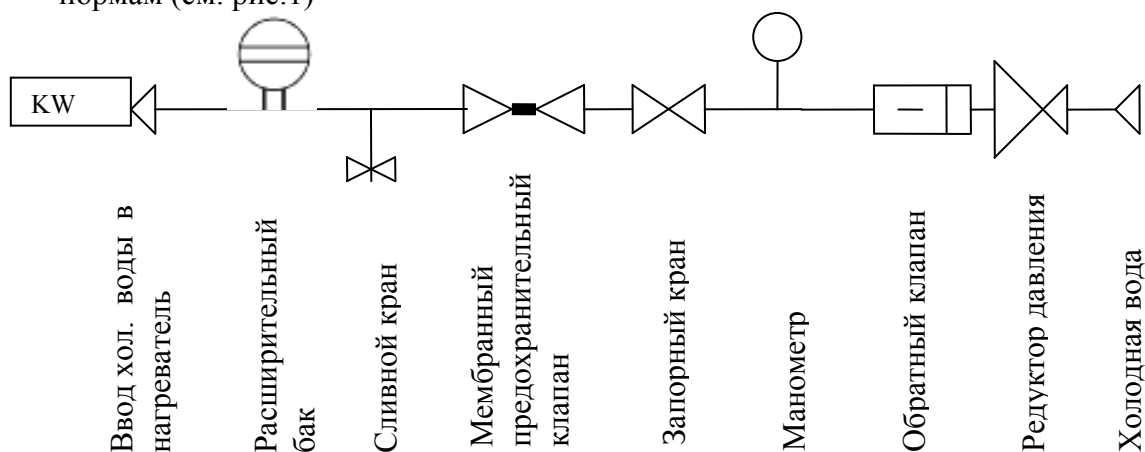 нормам (см. рис.1)
KW
Ввод хол. воды в
нагреватель
Расширительный
бак
Сливной кран
Мембранный
предохранительный
клапан
Запорный кран
Манометр
Обратный клапан
Редуктор давления
Холодная вода